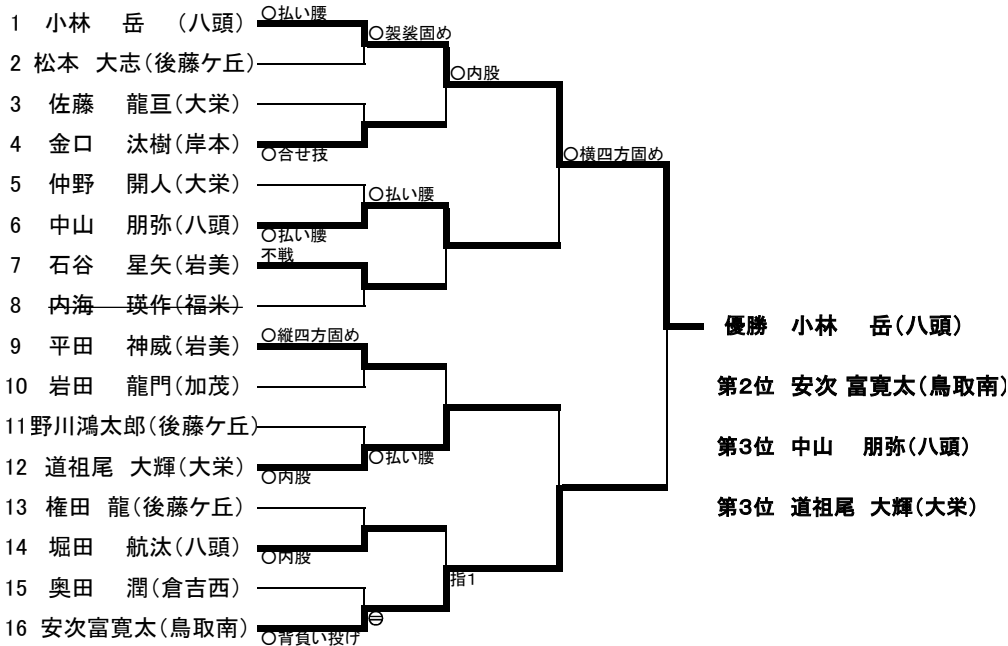 ○払い腰
1 小林 岳 (八頭)
○袈裟固め
2 松本 大志(後藤ケ丘)
○内股
3 佐藤 龍亘(大栄)
4 金口 汰樹(岸本)
○合せ技
○横四方固め
5 仲野 開人(大栄)
○払い腰
6 中山 朋弥(八頭)
○払い腰
不戦
7 石谷 星矢(岩美)
8 内海 瑛作(福米)
優勝 小林 岳(八頭)
○縦四方固め
9 平田 神威(岩美)
10 岩田 龍門(加茂)
第2位 安次 富寛太(鳥取南)
11 野川鴻太郎(後藤ケ丘)
第3位 中山 朋弥(八頭)
○払い腰
12 道祖尾 大輝(大栄)
○内股
13 権田 龍(後藤ケ丘)
第3位 道祖尾 大輝(大栄)
14 堀田 航汰(八頭)
○内股
指1
15 奥田 潤(倉吉西)
⊖
16 安次富寛太(鳥取南)
○背負い投げ